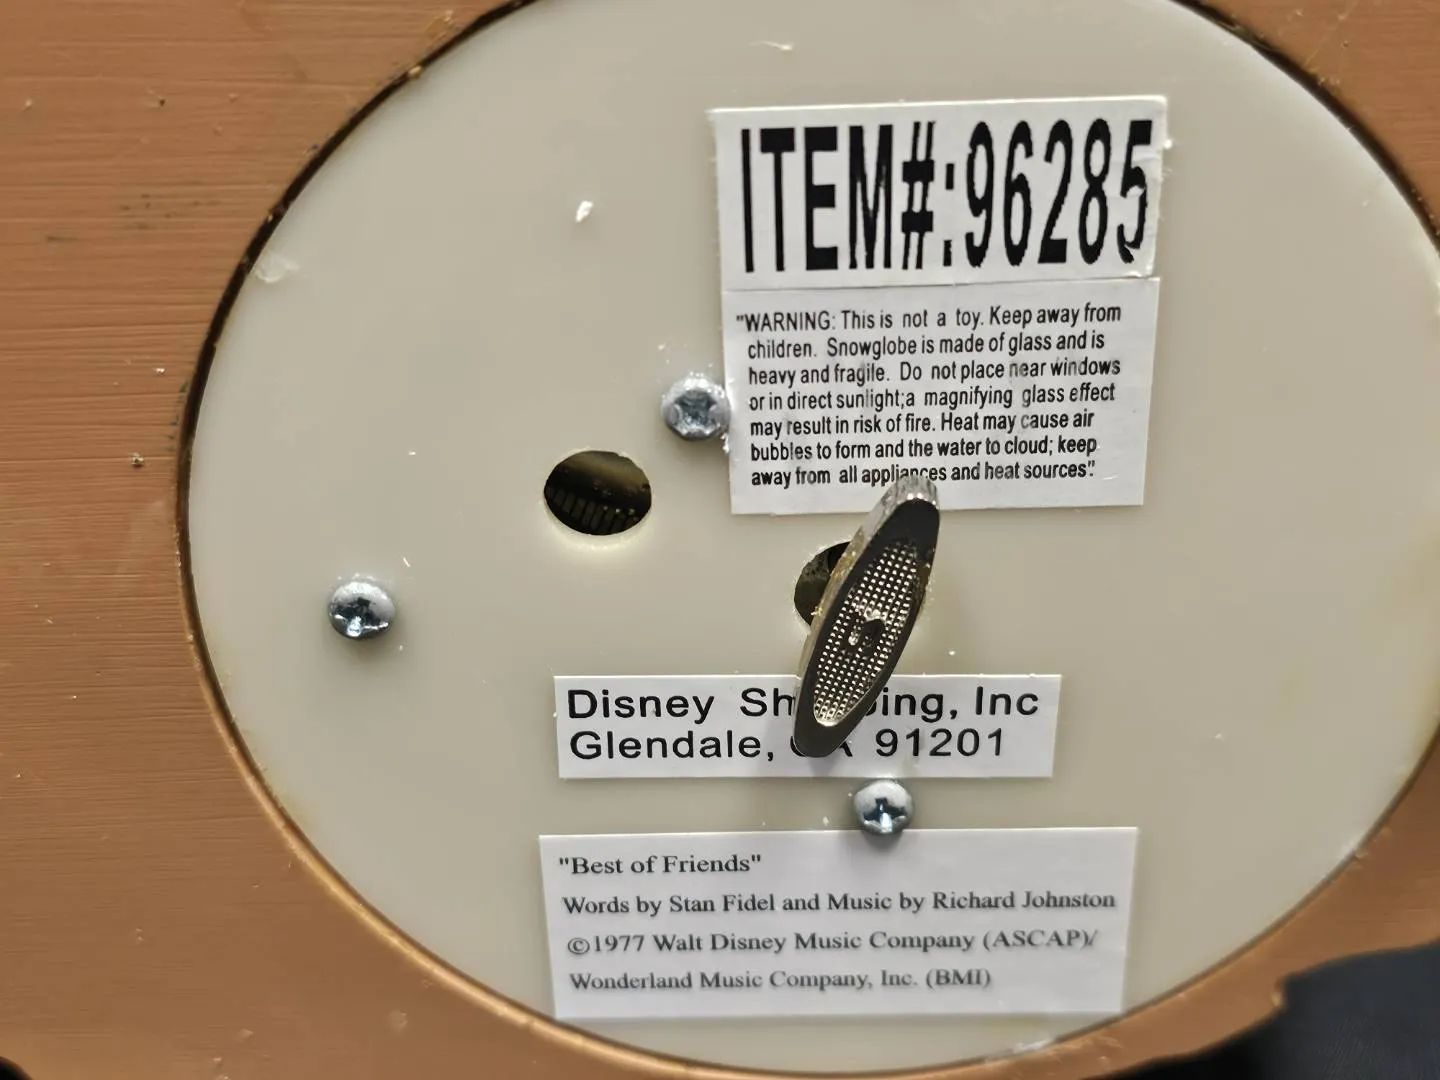 ITEM#:96285
"WARNING: This is not a toy. Keep away from
children. Snowglobe is made of glass and is
heavy and fragile. Do not place near windows
or in direct sunlight;a magnifying glass effect
may result in risk of fire. Heat may cause air
bubbles to form and the water to cloud; keep
away from all appliances and heat sources".
Disney Inc
Glendale, 91201
"Best of Friends"
Words by Stan Fidel and Music by Richard Johnston
©1977 Walt Disney Music Company (ASCAP)/
Wonderland Music Company, Inc. (BMI)